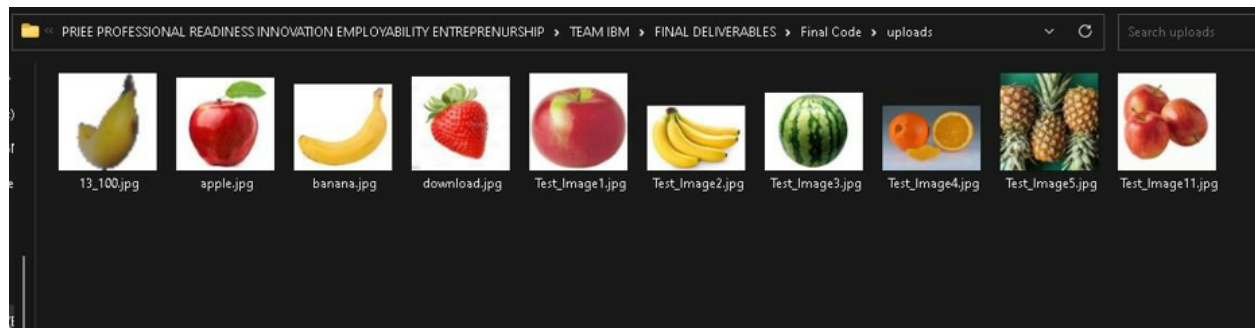 PRIEE PROFESSIONAL READINESS INNOVATION EMPLOYABILITY ENTREPRENURSHIP > TEAM IBM > FINAL DELIVERABLES > Final Code > uploads
Search uploads
13_100.jpg
apple.jpg
banana.jpg
download.jpg
Test_Image1.jpg
Test_Image2.jpg
Test_Image3.jpg
Test_Image4.jpg
Test_Image5.jpg
Test_Image11.jpg